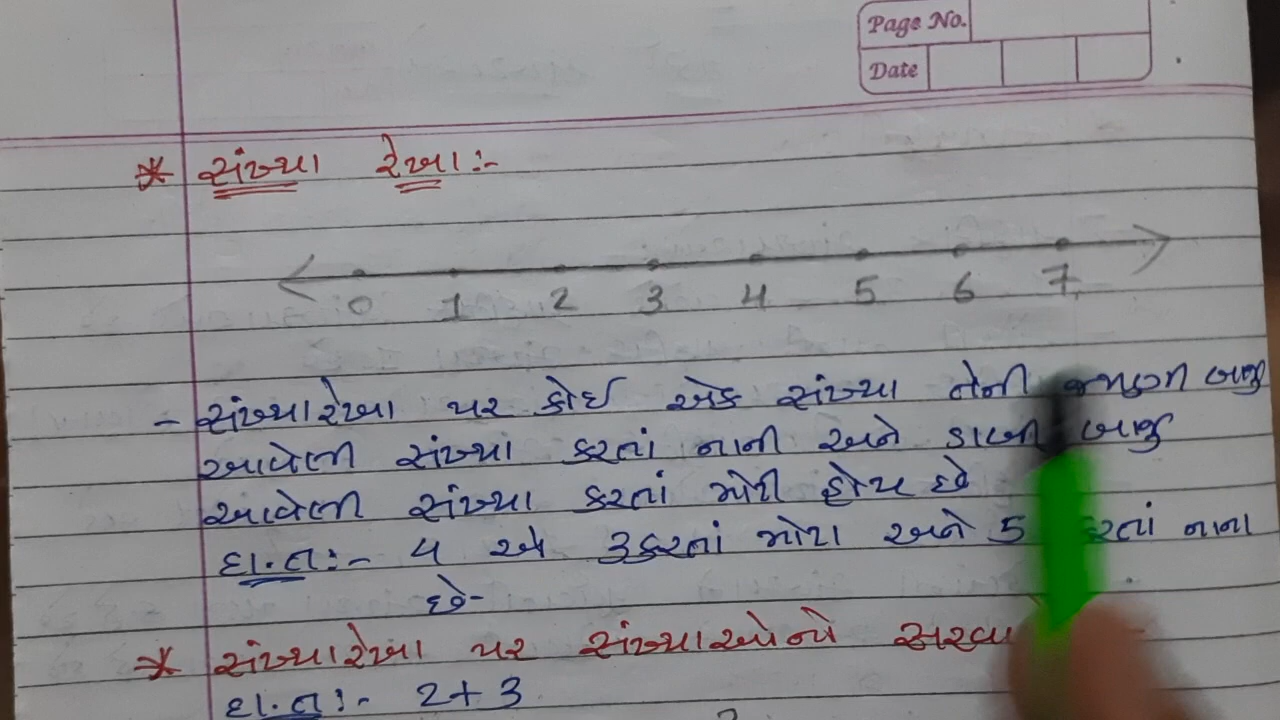 Page No.
Date
* સંખ્યા રેખા:-
0 1 2 3 4 5 6 7
- સંખ્યારેખા પર કોઈ એક સંખ્યા તેની જમણી બાજુ
આવેલી સંખ્યા કરતાં નાની અને ડાબી બાજુ
આવેલી સંખ્યા કરતાં મોટી હોય છે
દા.ત:- 4 એ 3 કરતાં મોટા અને 5 કરતાં નાના
છે-
* સંખ્યારેખા પર સંખ્યાઓનો
દા.ત:- 2+3